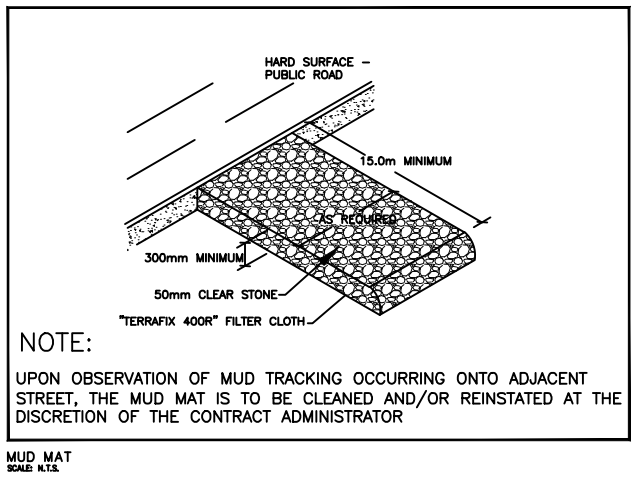 HARD SURFACE -
PUBLIC ROAD
15.0m MINIMUM
AS REQUIRED
300mm MINIMUM
50mm CLEAR STONE
"TERRAFIX 400R" FILTER CLOTH
NOTE:
UPON OBSERVATION OF MUD TRACKING OCCURRING ONTO ADJACENT
STREET, THE MUD MAT IS TO BE CLEANED AND/OR REINSTATED AT THE
DISCRETION OF THE CONTRACT ADMINISTRATOR
MUD MAT
SCALE: N.T.S.